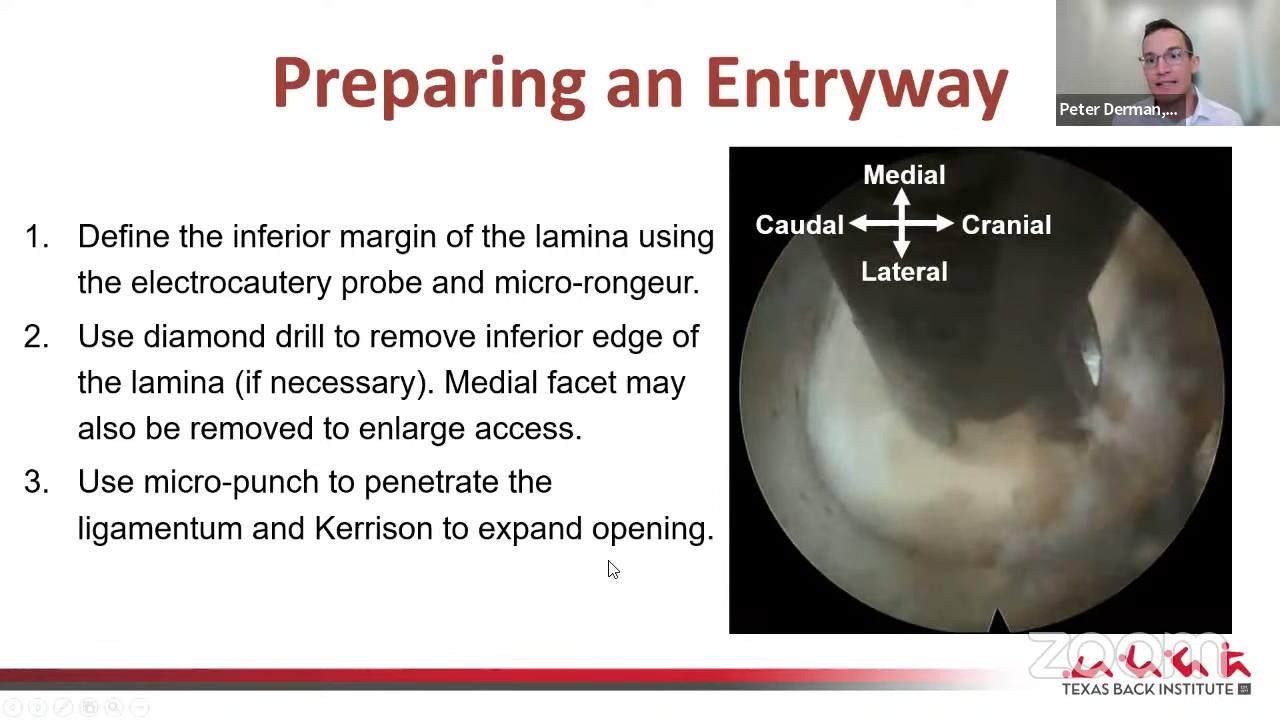 Preparing an Entryway
Peter Derman,...
1. Define the inferior margin of the lamina using
the electrocautery probe and micro-rongeur.
2. Use diamond drill to remove inferior edge of
the lamina (if necessary). Medial facet may
also be removed to enlarge access.
3. Use micro-punch to penetrate the
ligamentum and Kerrison to expand opening.
Medial
Caudal
Cranial
Lateral
zoom
TEXAS BACK INSTITUTE